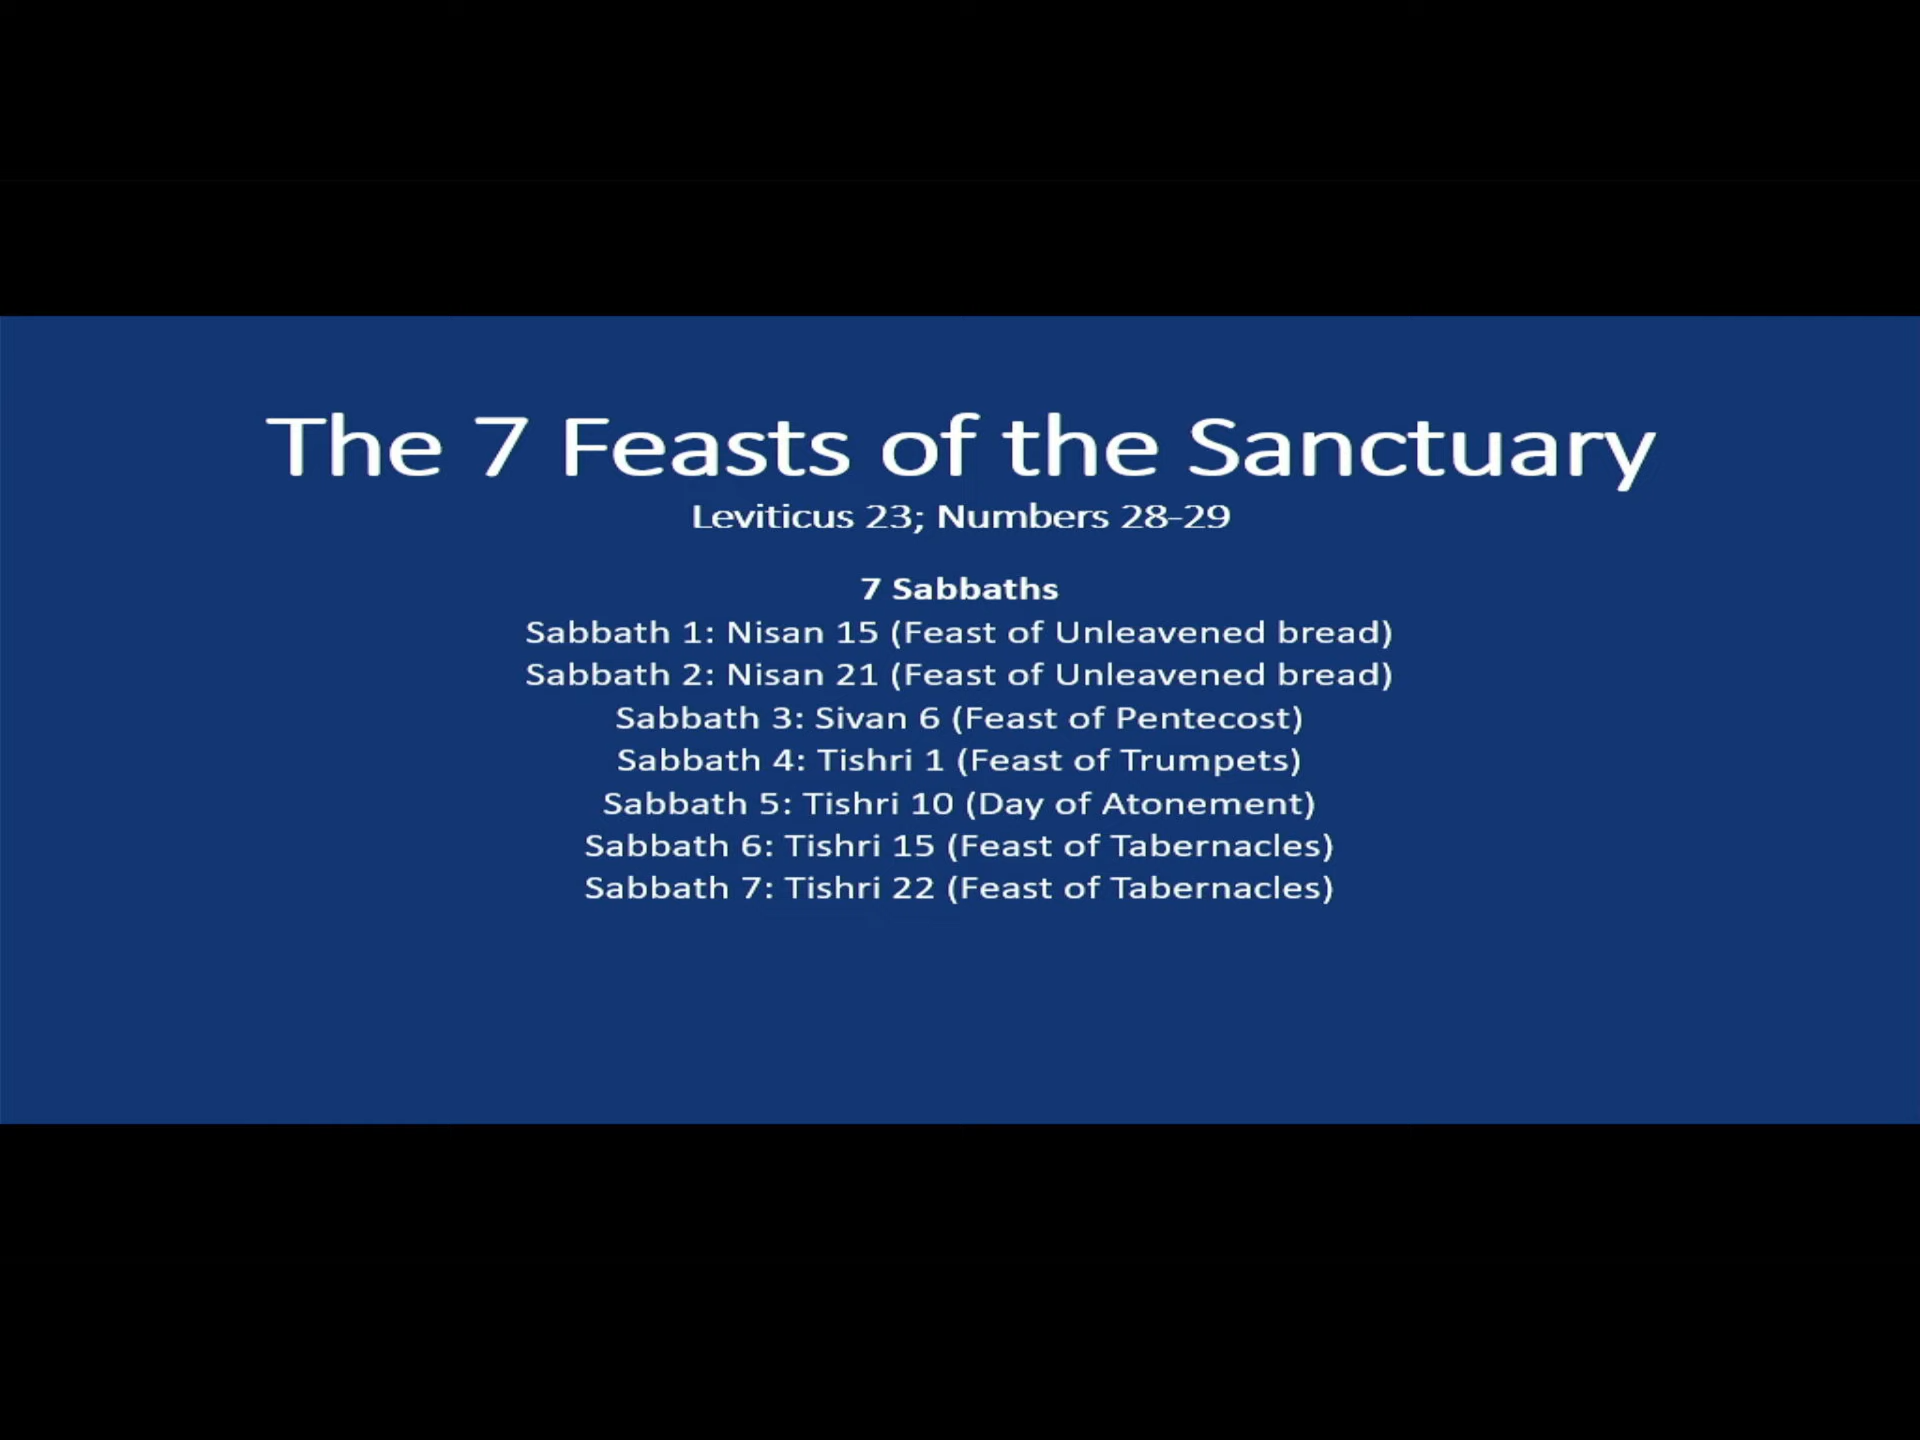 The 7 Feasts of the Sanctuary
Leviticus 23; Numbers 28-29
7 Sabbaths
Sabbath 1: Nisan 15 (Feast of Unleavened bread)
Sabbath 2: Nisan 21 (Feast of Unleavened bread)
Sabbath 3: Sivan 6 (Feast of Pentecost)
Sabbath 4: Tishri 1 (Feast of Trumpets)
Sabbath 5: Tishri 10 (Day of Atonement)
Sabbath 6: Tishri 15 (Feast of Tabernacles)
Sabbath 7: Tishri 22 (Feast of Tabernacles)